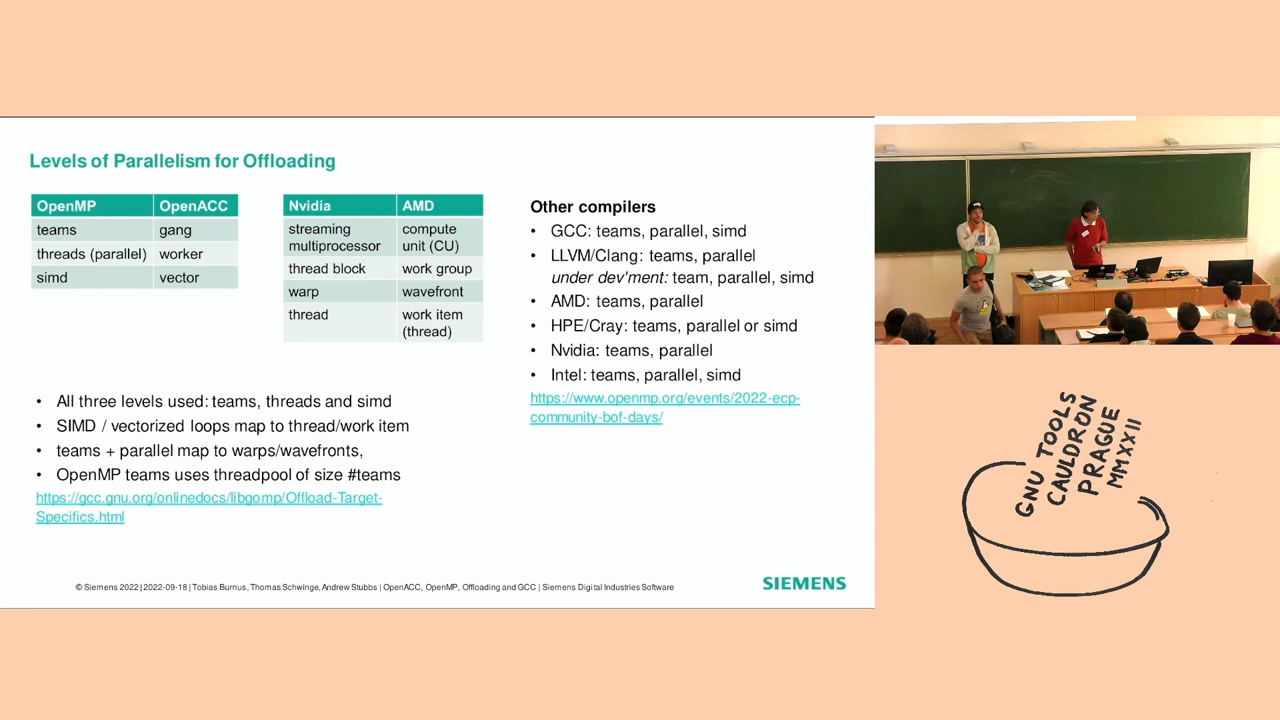 Levels of Parallelism for Offloading
OpenMP OpenACC
teams gang
threads (parallel) worker
simd vector
Nvidia AMD
streaming multiprocessor compute unit (CU)
thread block work group
warp wavefront
thread work item (thread)
• All three levels used: teams, threads and simd
• SIMD / vectorized loops map to thread/work item
• teams + parallel map to warps/wavefronts,
• OpenMP teams uses threadpool of size #teams
https://gcc.gnu.org/onlinedocs/libgomp/Offload-Target-
Specifics.html
Other compilers
• GCC: teams, parallel, simd
• LLVM/Clang: teams, parallel
under dev'ment: team, parallel, simd
• AMD: teams, parallel
• HPE/Cray: teams, parallel or simd
• Nvidia: teams, parallel
• Intel: teams, parallel, simd
https://www.openmp.org/events/2022-ecp-
community-bof-days/
© Siemens 2022 | 2022-09-18 | Tobias Burnus, Thomas Schwinge, Andrew Stubbs | OpenACC, OpenMP, Offloading and GCC | Siemens Digital Industries Software
SIEMENS
GNU TOOLS
CAULDRON
PRAGUE
MMXXII